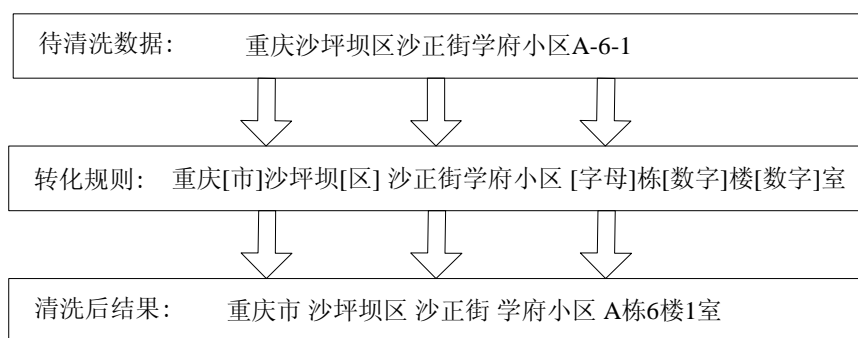 待清洗数据： 重庆沙坪坝区沙正街学府小区A-6-1
转化规则： 重庆[市]沙坪坝[区] 沙正街学府小区 [字母]栋[数字]楼[数字]室
清洗后结果： 重庆市 沙坪坝区 沙正街 学府小区 A栋6楼1室